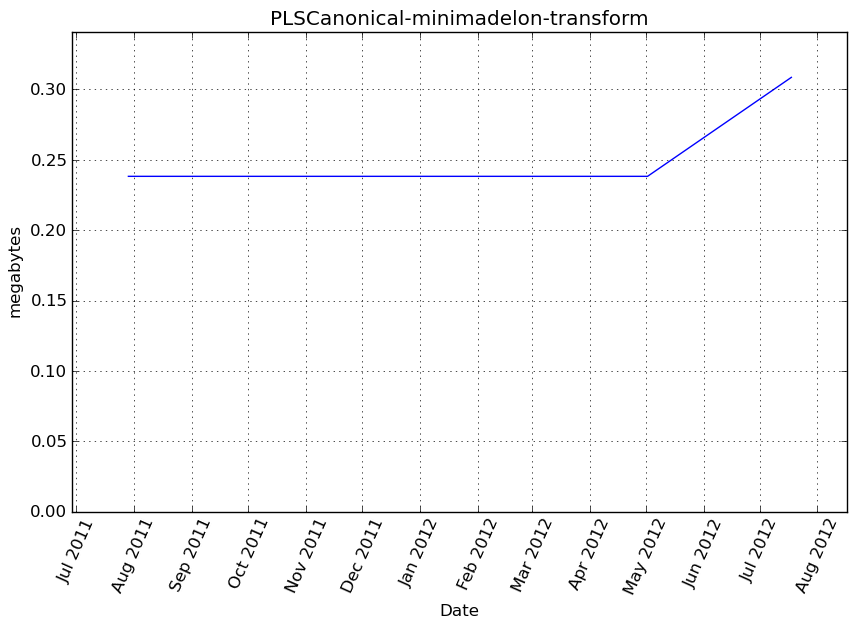 PLSCanonical-minimadelon-transform
megabytes
0.30
0.25
0.20
0.15
0.10
0.05
0.00
Jul 2011
Aug 2011
Sep 2011
Oct 2011
Nov 2011
Dec 2011
Jan 2012
Feb 2012
Mar 2012
Apr 2012
May 2012
Jun 2012
Jul 2012
Aug 2012
Date